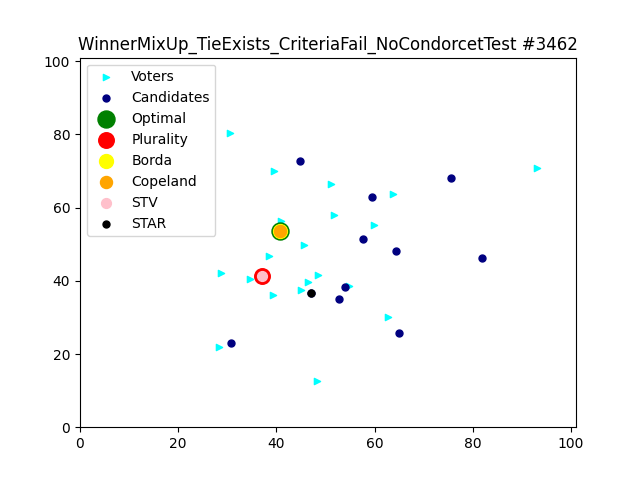 WinnerMixUp_TieExists_CriteriaFail_NoCondorcetTest #3462
100
80
60
40
20
0
Voters
Candidates
Optimal
Plurality
Borda
Copeland
STV
STAR
0 20 40 60 80 100